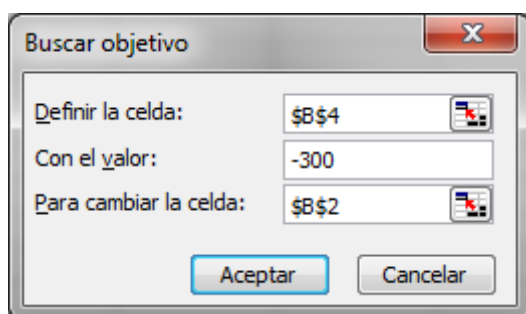 Buscar objetivo
Definir la celda: $B$4
Con el valor: -300
Para cambiar la celda: $B$2
Aceptar Cancelar